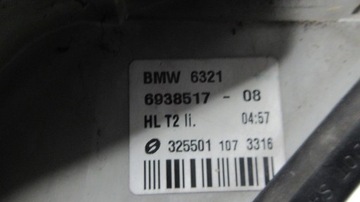 BMW 6321
6938517 - 08
HL T2 li. 04:57
325501 107 3316